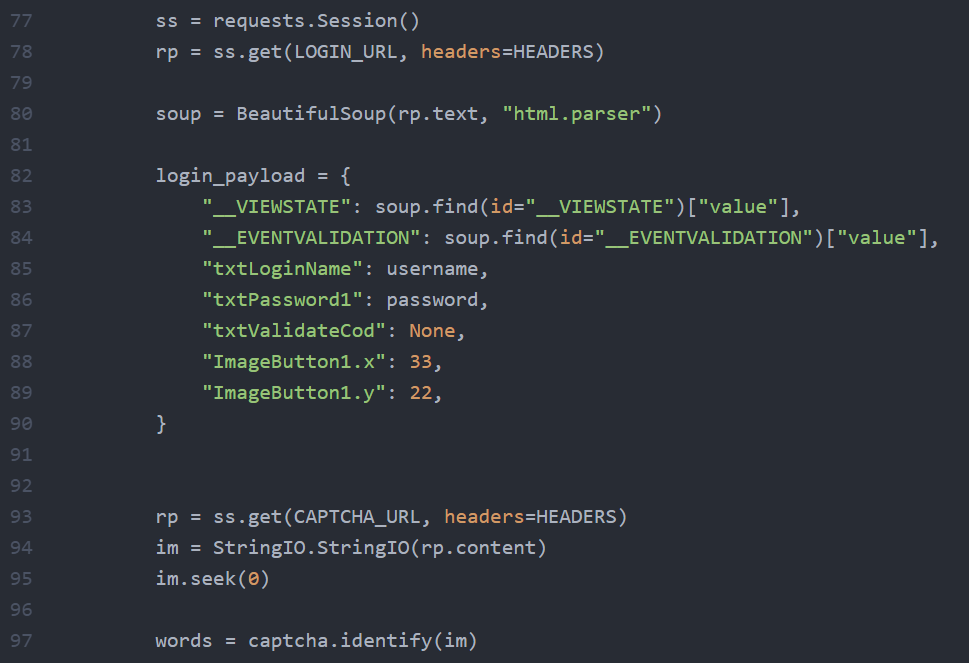 77 ss = requests.Session()
78 rp = ss.get(LOGIN_URL, headers=HEADERS)
79
80 soup = BeautifulSoup(rp.text, "html.parser")
81
82 login_payload = {
83 "__VIEWSTATE": soup.find(id="__VIEWSTATE")["value"],
84 "__EVENTVALIDATION": soup.find(id="__EVENTVALIDATION")["value"],
85 "txtLoginName": username,
86 "txtPassword1": password,
87 "txtValidateCod": None,
88 "ImageButton1.x": 33,
89 "ImageButton1.y": 22,
90 }
91
92
93 rp = ss.get(CAPTCHA_URL, headers=HEADERS)
94 im = StringIO.StringIO(rp.content)
95 im.seek(0)
96
97 words = captcha.identify(im)